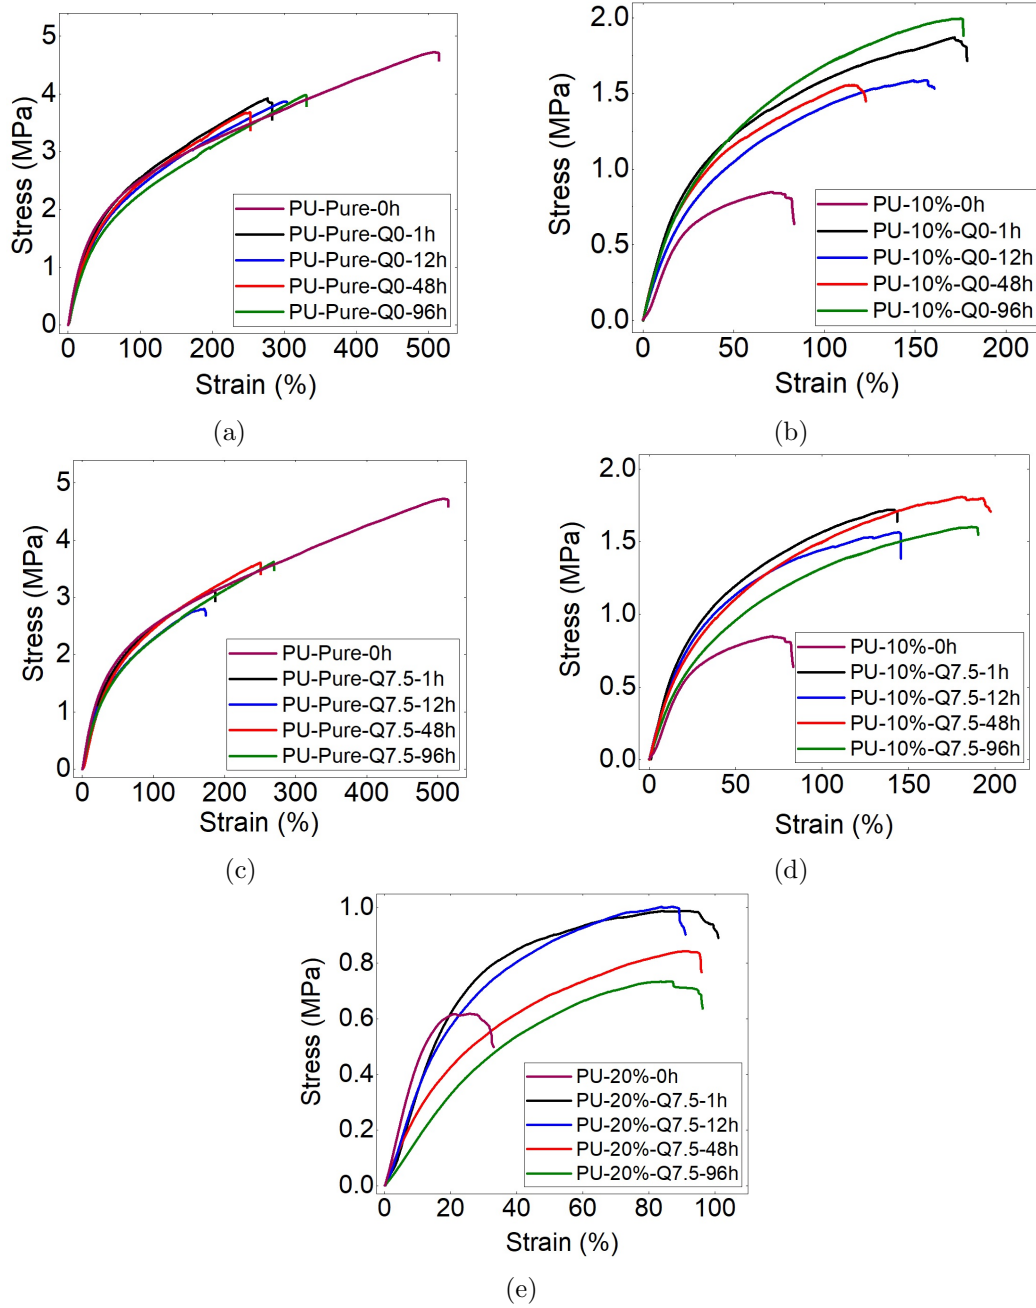 5
4
3
2
1
0
Stress (MPa)
0 100 200 300 400 500
Strain (%)
PU-Pure-0h
PU-Pure-Q0-1h
PU-Pure-Q0-12h
PU-Pure-Q0-48h
PU-Pure-Q0-96h
(a)
2.0
1.5
1.0
0.5
0.0
Stress (MPa)
0 50 100 150 200
Strain (%)
PU-10%-0h
PU-10%-Q0-1h
PU-10%-Q0-12h
PU-10%-Q0-48h
PU-10%-Q0-96h
(b)
5
4
3
2
1
0
Stress (MPa)
0 100 200 300 400 500
Strain (%)
PU-Pure-0h
PU-Pure-Q7.5-1h
PU-Pure-Q7.5-12h
PU-Pure-Q7.5-48h
PU-Pure-Q7.5-96h
(c)
2.0
1.5
1.0
0.5
0.0
Stress (MPa)
0 50 100 150 200
Strain (%)
PU-10%-0h
PU-10%-Q7.5-1h
PU-10%-Q7.5-12h
PU-10%-Q7.5-48h
PU-10%-Q7.5-96h
(d)
1.0
0.8
0.6
0.4
0.2
0.0
Stress (MPa)
0 20 40 60 80 100
Strain (%)
PU-20%-0h
PU-20%-Q7.5-1h
PU-20%-Q7.5-12h
PU-20%-Q7.5-48h
PU-20%-Q7.5-96h
(e)